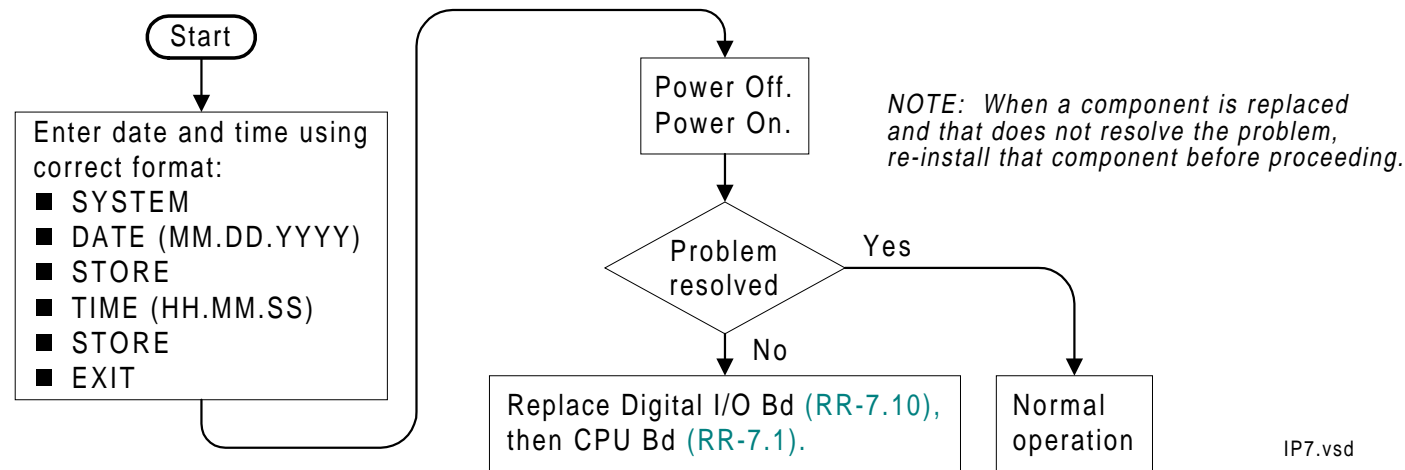 Start
Enter date and time using
correct format:
■ SYSTEM
■ DATE (MM.DD.YYYY)
■ STORE
■ TIME (HH.MM.SS)
■ STORE
■ EXIT
Power Off.
Power On.
NOTE: When a component is replaced
and that does not resolve the problem,
re-install that component before proceeding.
Problem
resolved
Yes
No
Replace Digital I/O Bd (RR-7.10),
then CPU Bd (RR-7.1).
Normal
operation
IP7.vsd